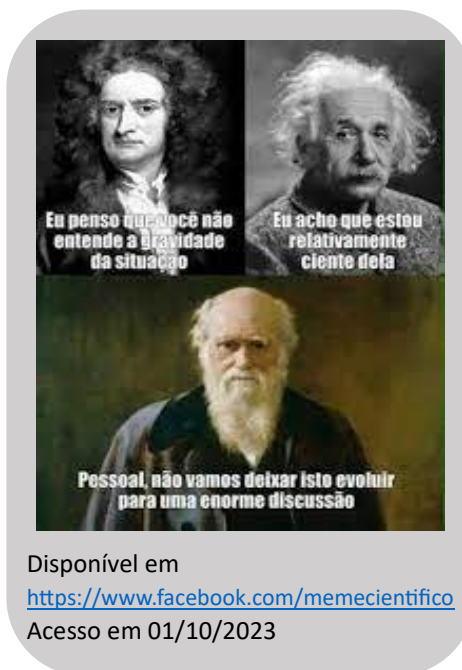 Eu penso que você não
entende a gravidade
da situação
Eu acho que estou
relativamente
ciente dela
Pessoal, não vamos deixar isto evoluir
para uma enorme discussão
Disponível em
https://www.facebook.com/memecientifico
Acesso em 01/10/2023